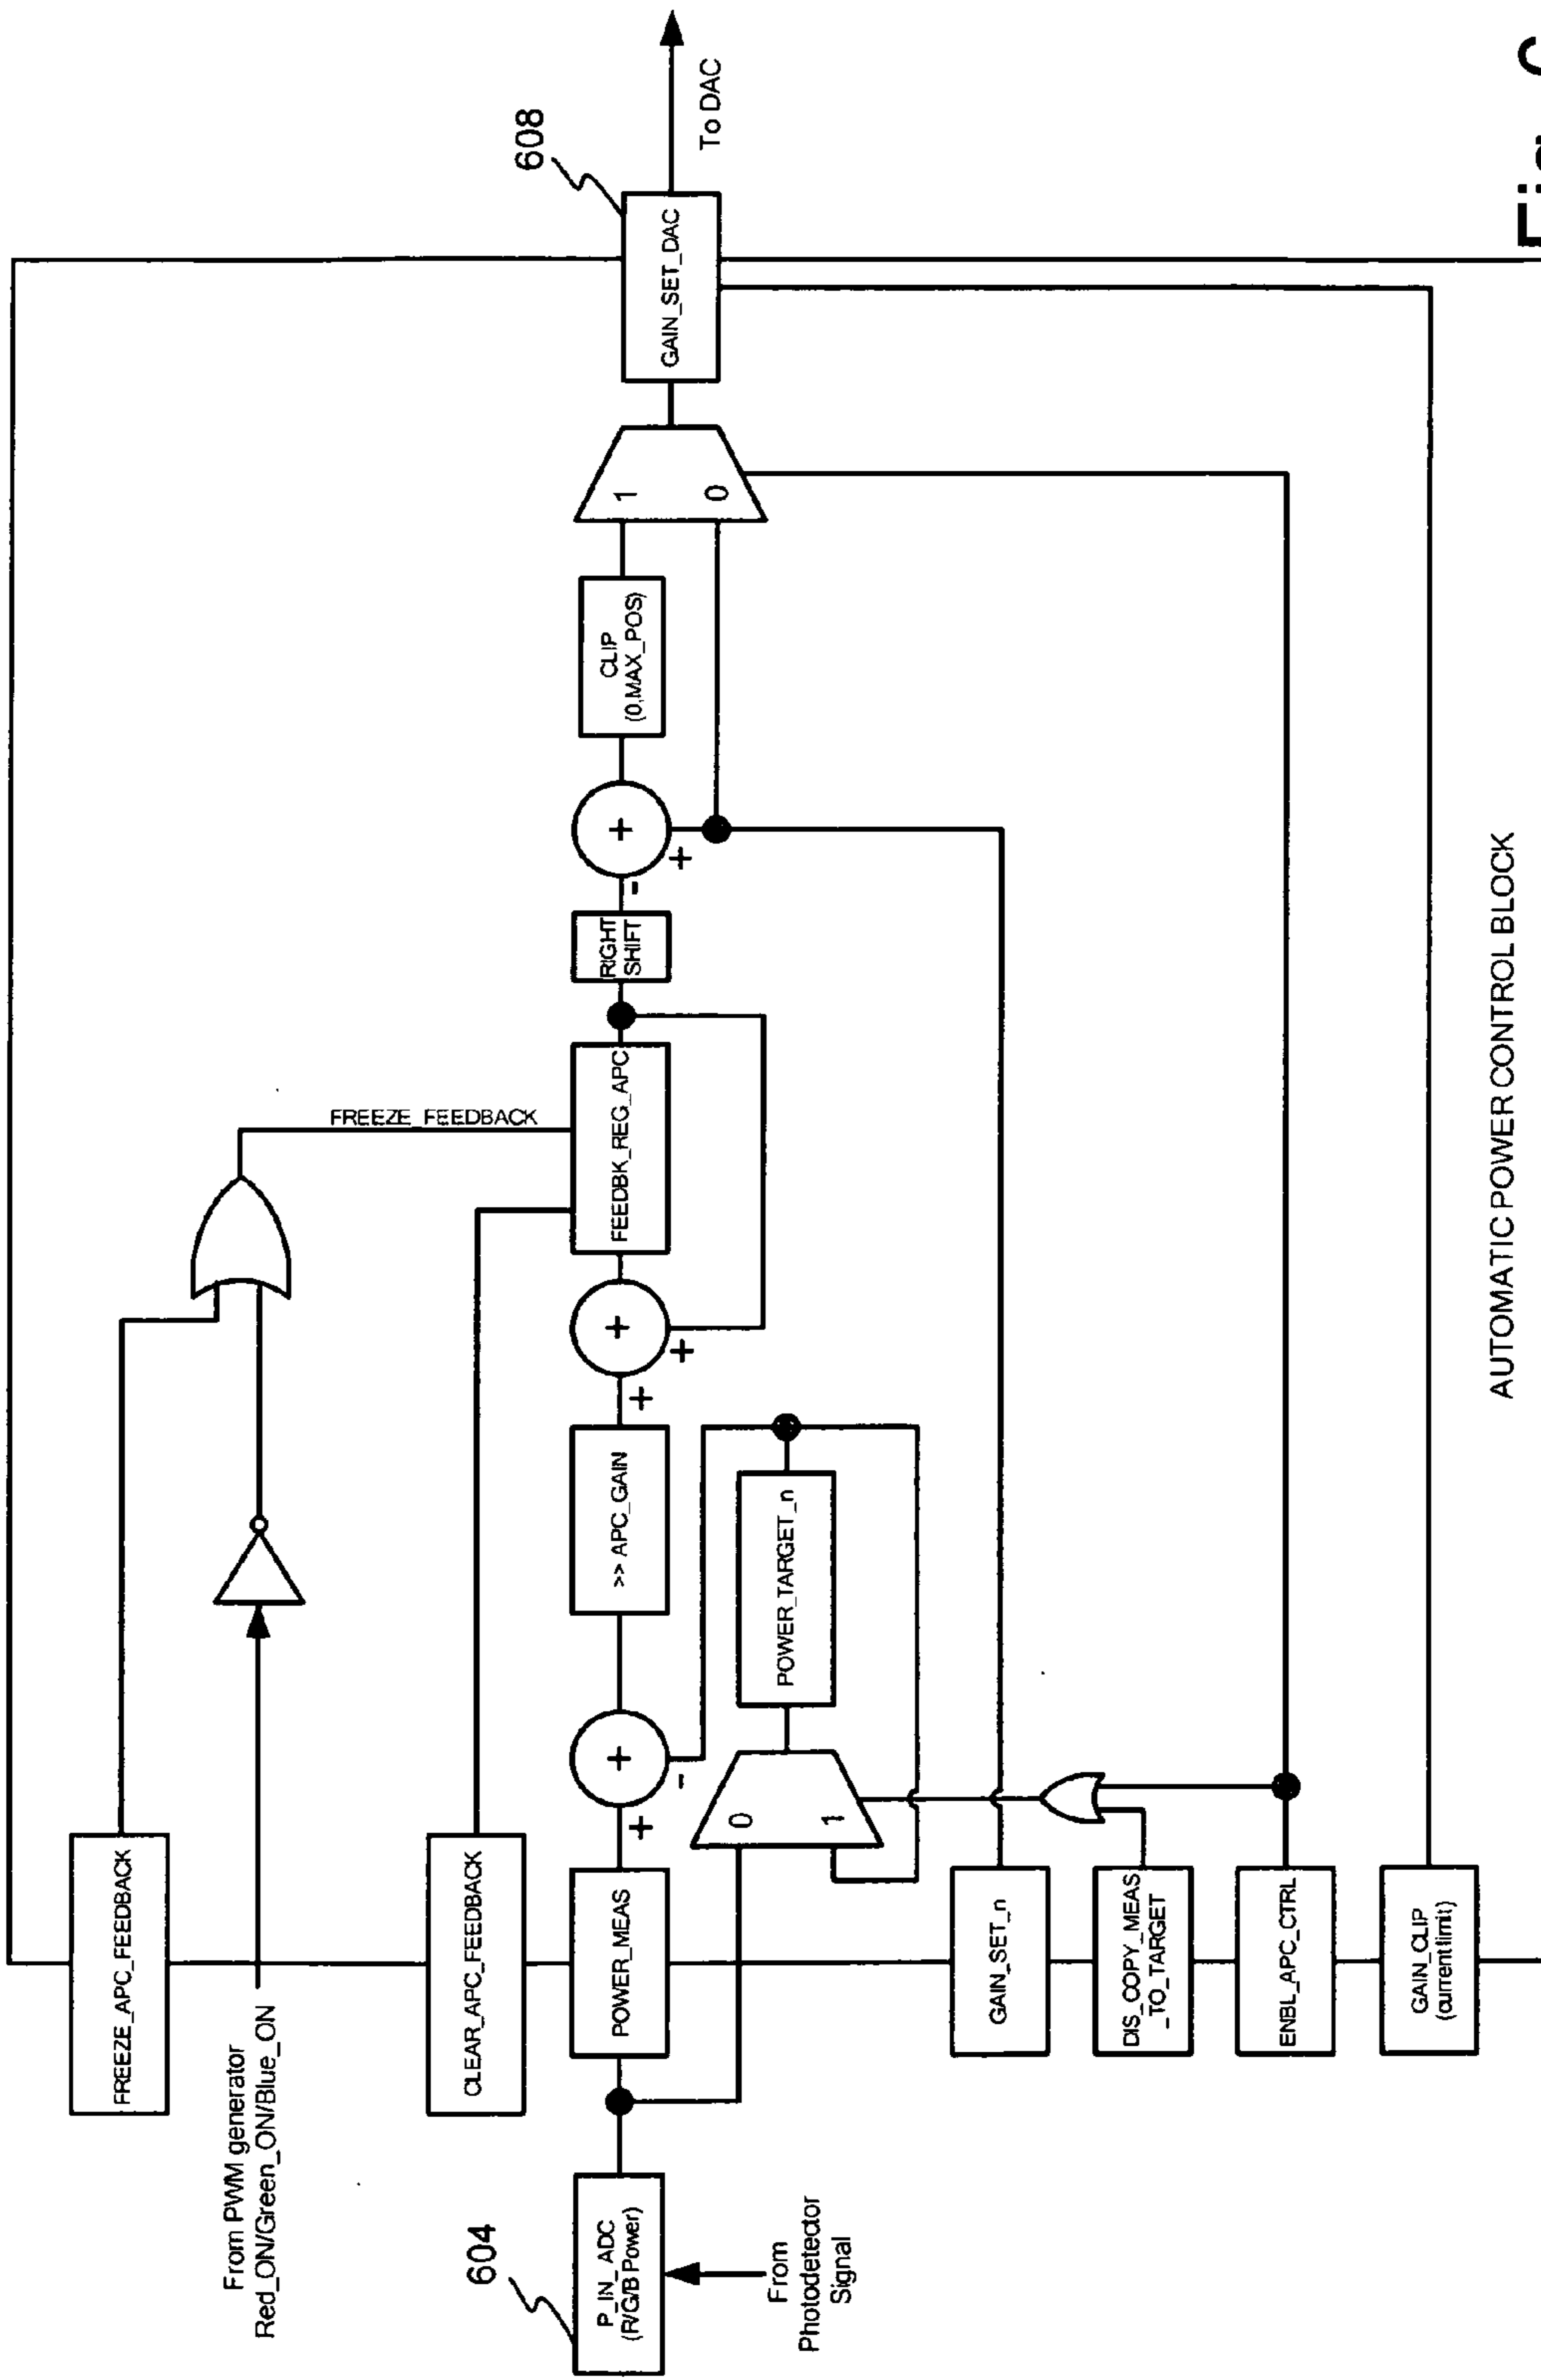 FREEZE_APC_FEEDBACK
From PWM generator
Red_ON/Green_ON/Blue_ON
FREEZE_FEEDBACK
CLEAR_APC_FEEDBACK
604
P_IN_ADC
(R/G/B Power)
From
Photodetector
Signal
POWER_MEAS
+
+
-
>> APC_GAIN
+
+
+
FEEDBK_REG_APC
RIGHT
SHIFT
-
+
+
CLIP
(0,MAX_POS)
1
0
GAIN_SET_DAC
608
To DAC
0
1
POWER_TARGET_n
GAIN_SET_n
DIS_COPY_MEAS
_TO_TARGET
ENBL_APC_CTRL
GAIN_CLIP
(current limit)
AUTOMATIC POWER CONTROL BLOCK